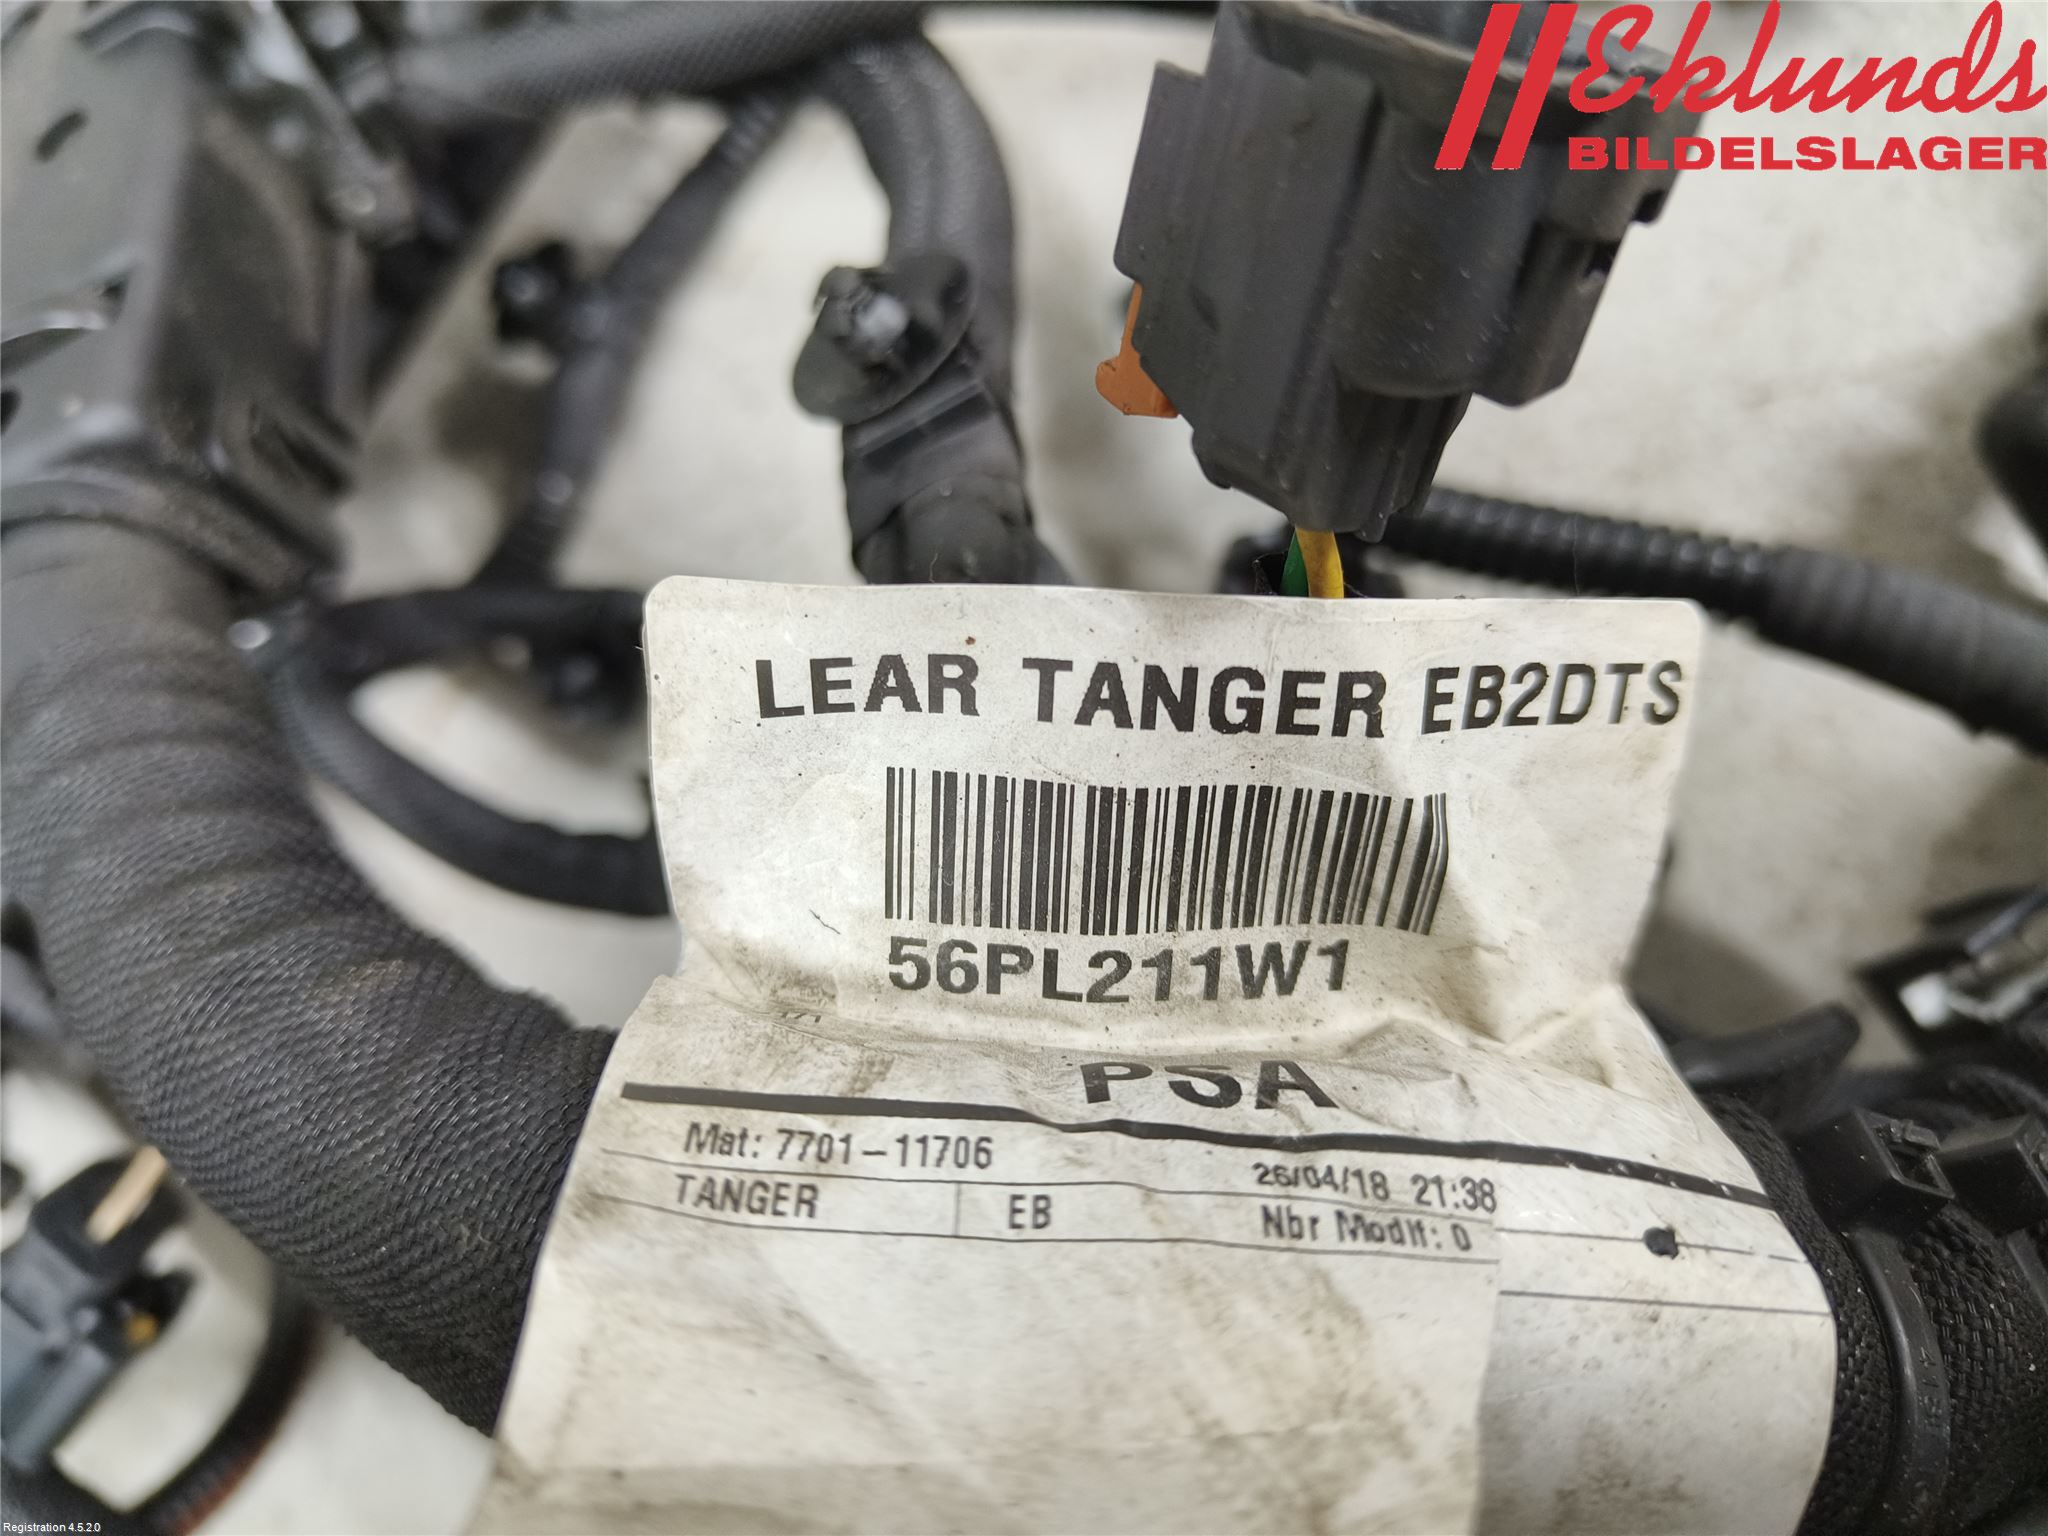 Eklunds
BILDELSLAGER
LEAR TANGER EB2DTS
56PL211W1
PSA
Mat: 7701-11706
26/04/18 21:38
TANGER EB
Nbr Modif: 0
Registration 4.5.2.0